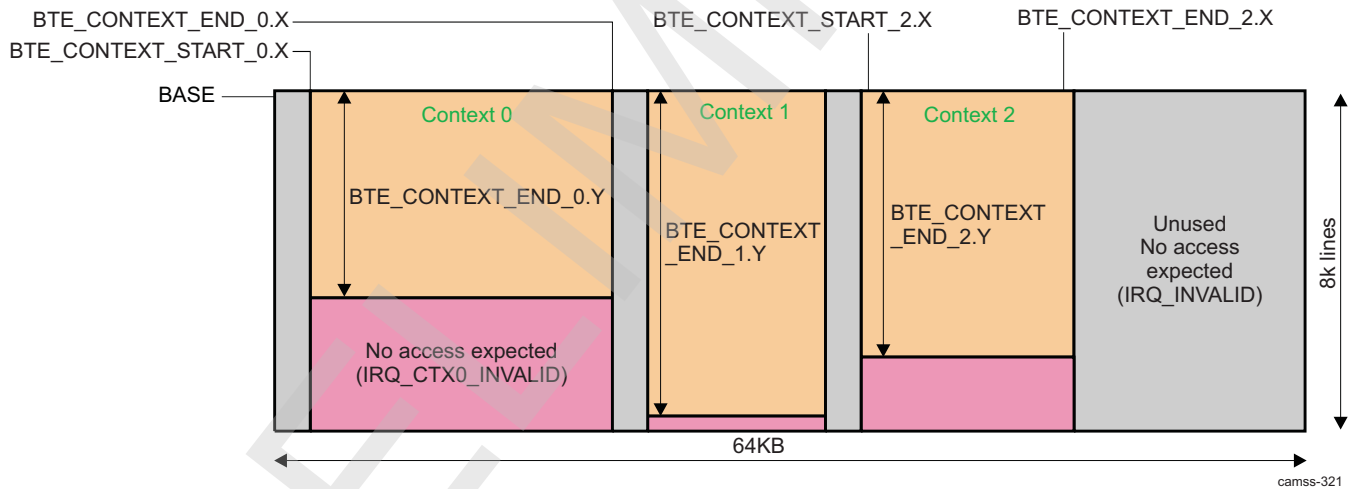 BTE_CONTEXT_END_0.X
BTE_CONTEXT_START_2.X
BTE_CONTEXT_END_2.X
BTE_CONTEXT_START_0.X
BASE
Context 0
Context 1
Context 2
BTE_CONTEXT_END_0.Y
BTE_CONTEXT
_END_1.Y
BTE_CONTEXT
_END_2.Y
Unused
No access
expected
(IRQ_INVALID)
8k lines
No access expected
(IRQ_CTX0_INVALID)
64KB
camss-321